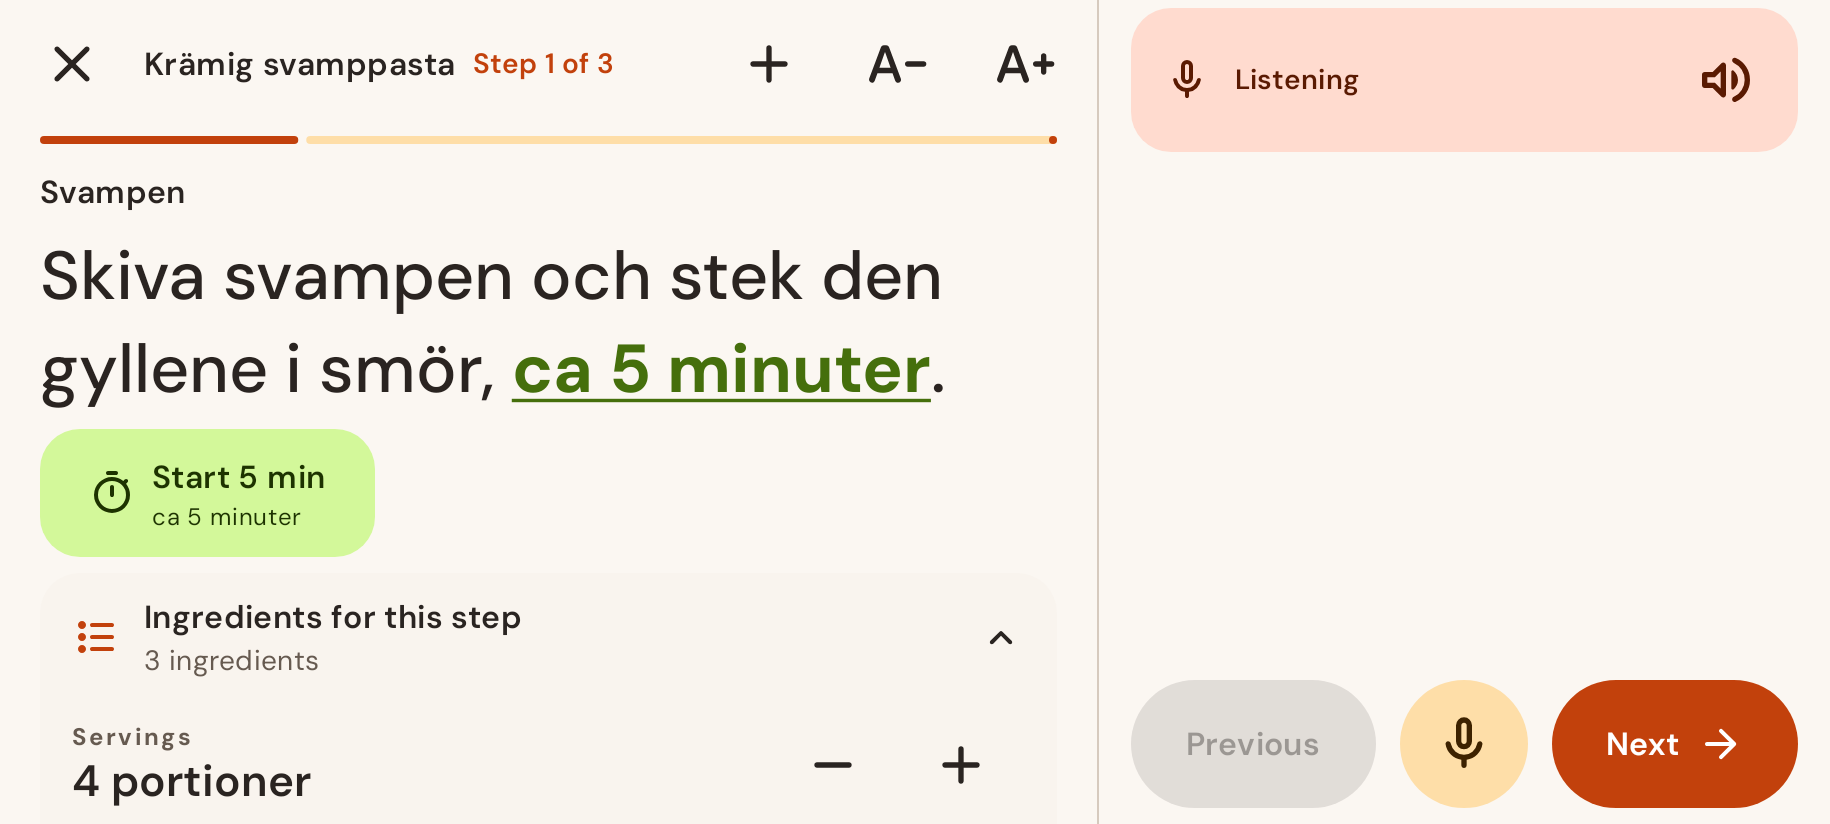 Krämig svamppasta Step 1 of 3
A- A+
Svampen
Skiva svampen och stek den
gyllene i smör, ca 5 minuter.
Start 5 min
ca 5 minuter
Ingredients for this step
3 ingredients
Servings
4 portioner
Listening
Previous
Next